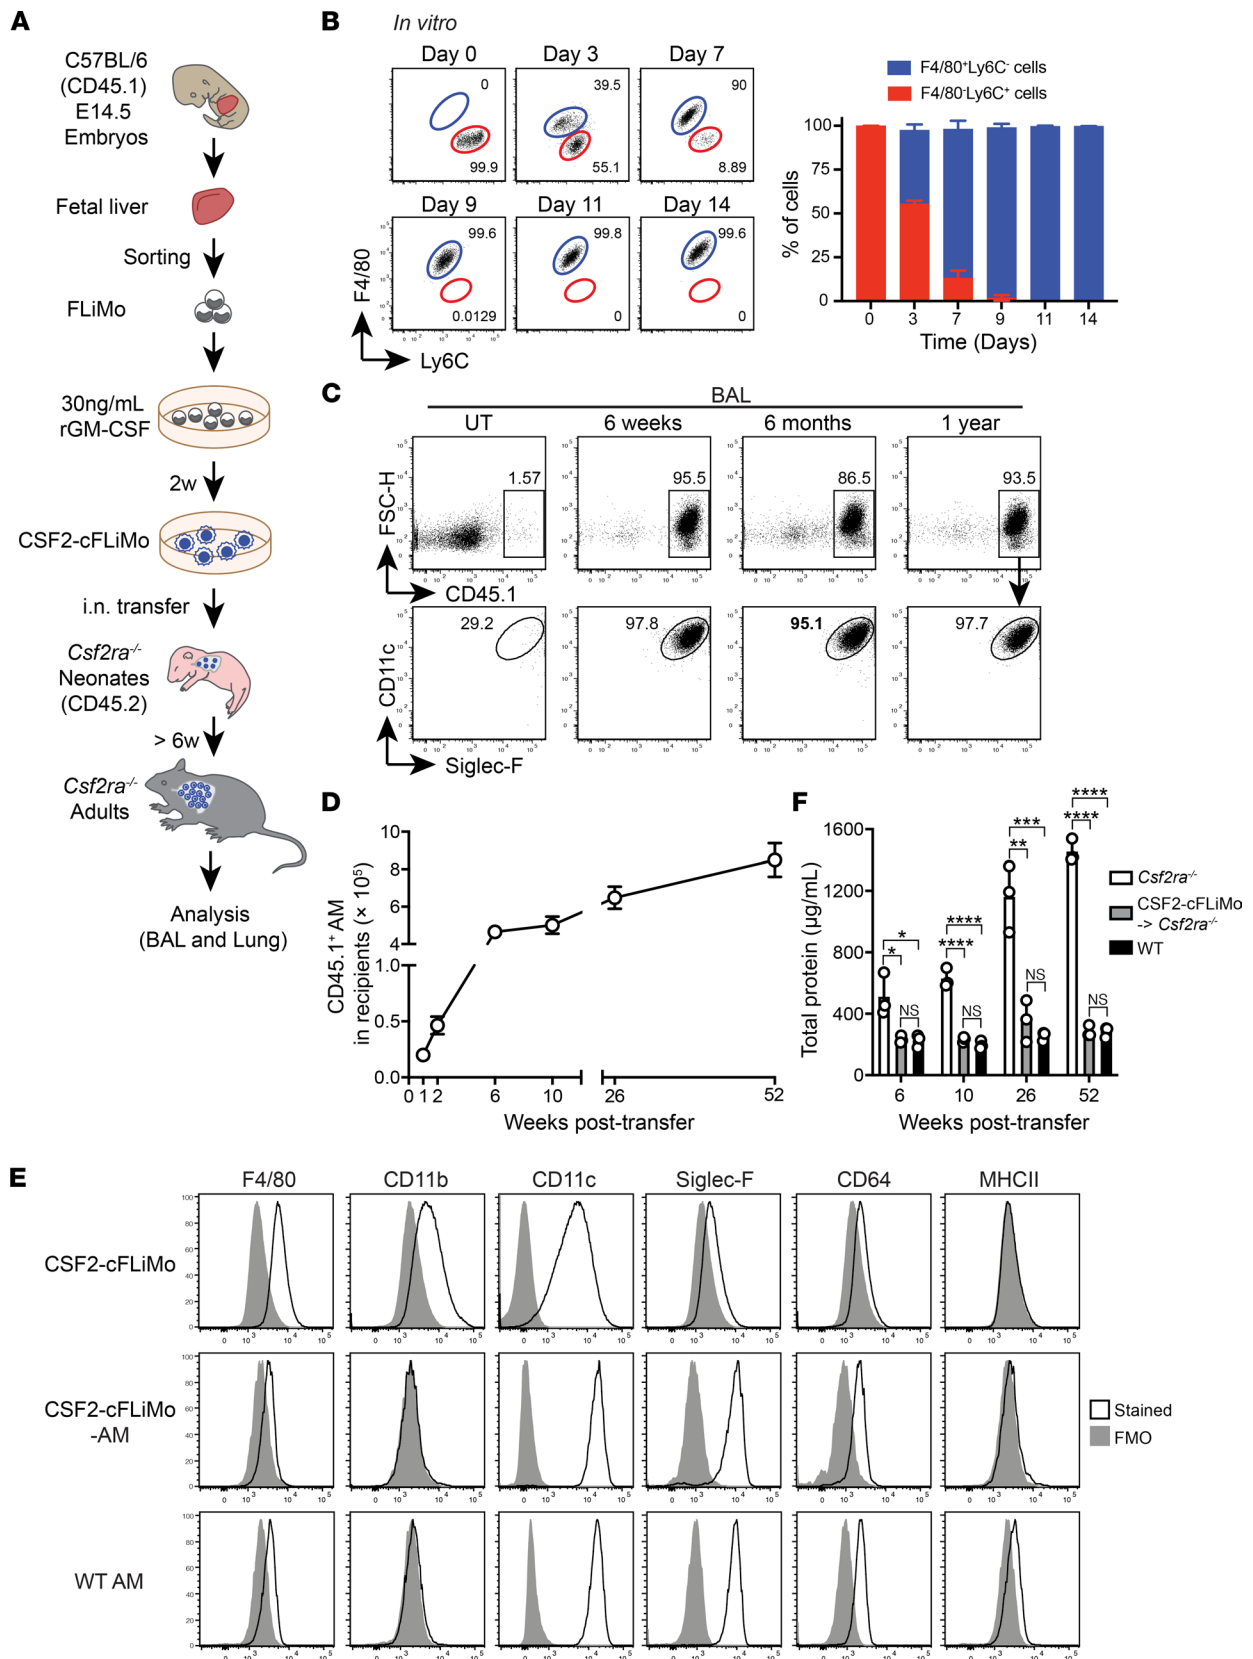 A
C57BL/6
(CD45.1)
E14.5
Embryos
Fetal liver
Sorting
FLiMo
30ng/mL
rGM-CSF
2w
CSF2-cFLiMo
i.n. transfer
Csf2ra-/-
Neonates
(CD45.2)
> 6w
Csf2ra-/-
Adults
Analysis
(BAL and Lung)
B
In vitro
Day 0
Day 3
Day 7
0
39.5
90
99.9
55.1
8.89
Day 9
Day 11
Day 14
99.6
99.8
99.6
0.0129
0
0
F4/80
Ly6C
F4/80+Ly6C- cells
F4/80-Ly6C+ cells
% of cells
100
75
50
25
0
0 3 7 9 11 14
Time (Days)
C
BAL
UT
6 weeks
6 months
1 year
1.57
95.5
86.5
93.5
FSC-H
CD45.1
29.2
97.8
95.1
97.7
CD11c
Siglec-F
D
CD45.1+ AM
in recipients (× 10⁵)
10
8
6
4
1.0
0.5
0.0
0 1 2 6 10 26 52
Weeks post-transfer
F
Total protein (µg/mL)
1600
1200
800
400
0
* *
NS
**** ****
NS
** ***
NS
**** ****
NS
6 10 26 52
Weeks post-transfer
Csf2ra-/-
CSF2-cFLiMo
-> Csf2ra-/-
WT
E
F4/80
CD11b
CD11c
Siglec-F
CD64
MHCII
CSF2-cFLiMo
CSF2-cFLiMo
-AM
WT AM
Stained
FMO